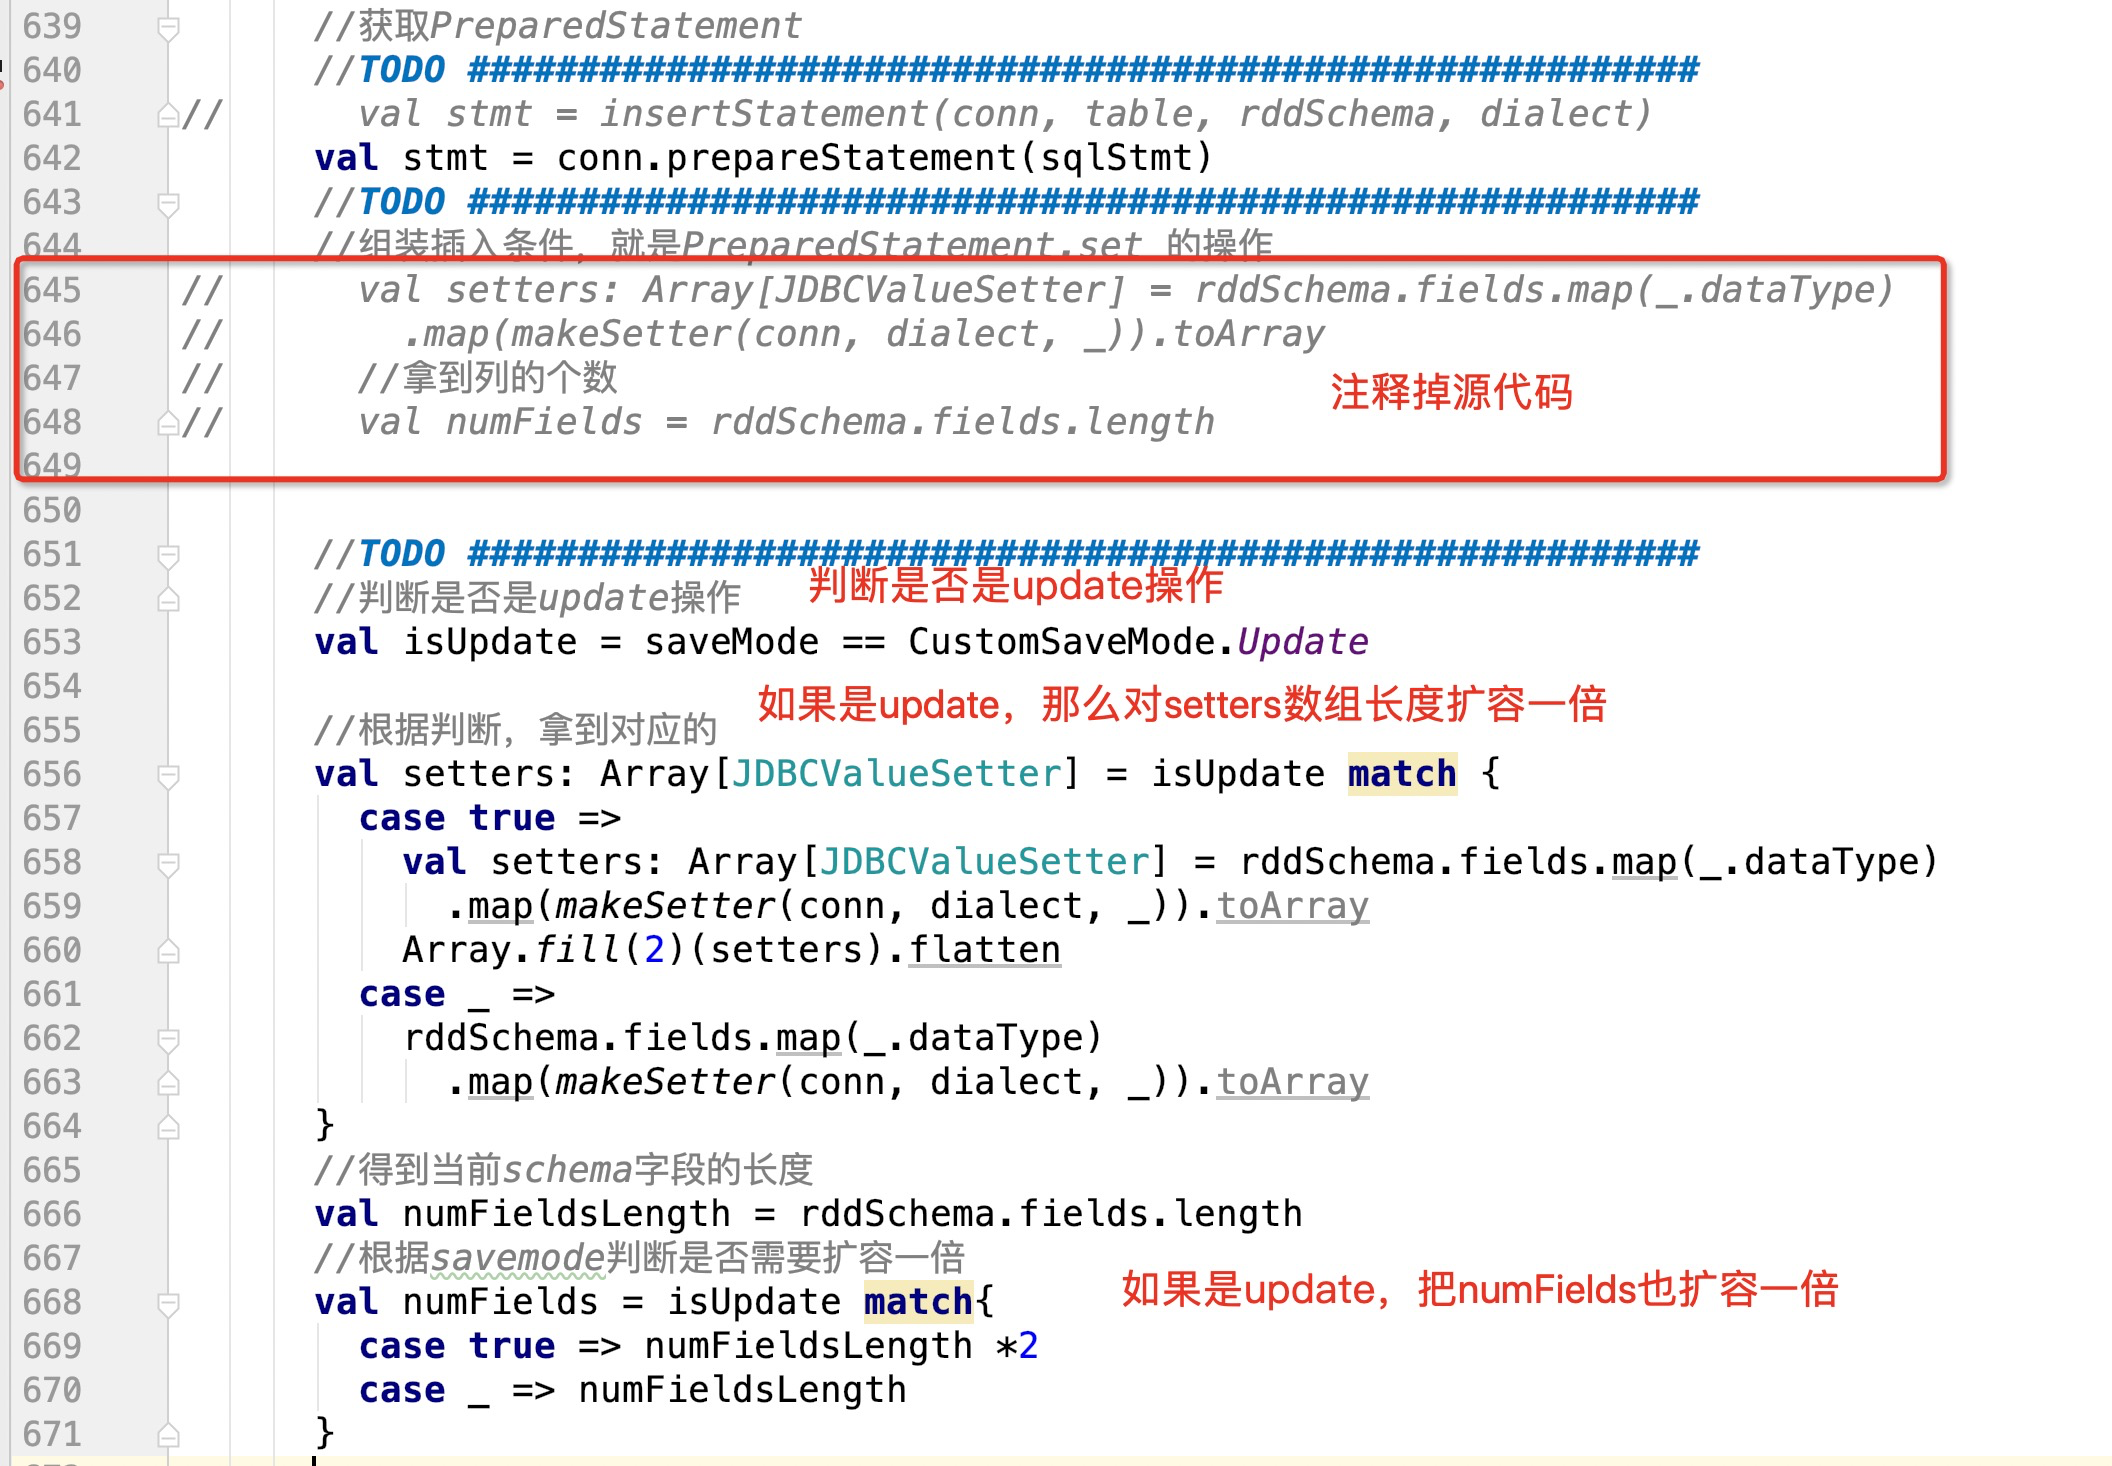 639 //获取PreparedStatement
640 //TODO ########################################################
641 // val stmt = insertStatement(conn, table, rddSchema, dialect)
642 val stmt = conn.prepareStatement(sqlStmt)
643 //TODO ########################################################
644 //组装插入条件，就是PreparedStatement.set 的操作
645 // val setters: Array[JDBCValueSetter] = rddSchema.fields.map(_.dataType)
646 // .map(makeSetter(conn, dialect, _)).toArray
647 // //拿到列的个数
注释掉源代码
648 // val numFields = rddSchema.fields.length
649
650
651 //TODO ########################################################
652 //判断是否是update操作 判断是否是update操作
653 val isUpdate = saveMode == CustomSaveMode.Update
654
如果是update，那么对setters数组长度扩容一倍
655 //根据判断，拿到对应的
656 val setters: Array[JDBCValueSetter] = isUpdate match {
657 case true =>
658 val setters: Array[JDBCValueSetter] = rddSchema.fields.map(_.dataType)
659 .map(makeSetter(conn, dialect, _)).toArray
660 Array.fill(2)(setters).flatten
661 case _ =>
662 rddSchema.fields.map(_.dataType)
663 .map(makeSetter(conn, dialect, _)).toArray
664 }
665 //得到当前schema字段的长度
666 val numFieldsLength = rddSchema.fields.length
667 //根据savemode判断是否需要扩容一倍
668 val numFields = isUpdate match{ 如果是update，把numFields也扩容一倍
669 case true => numFieldsLength *2
670 case _ => numFieldsLength
671 }